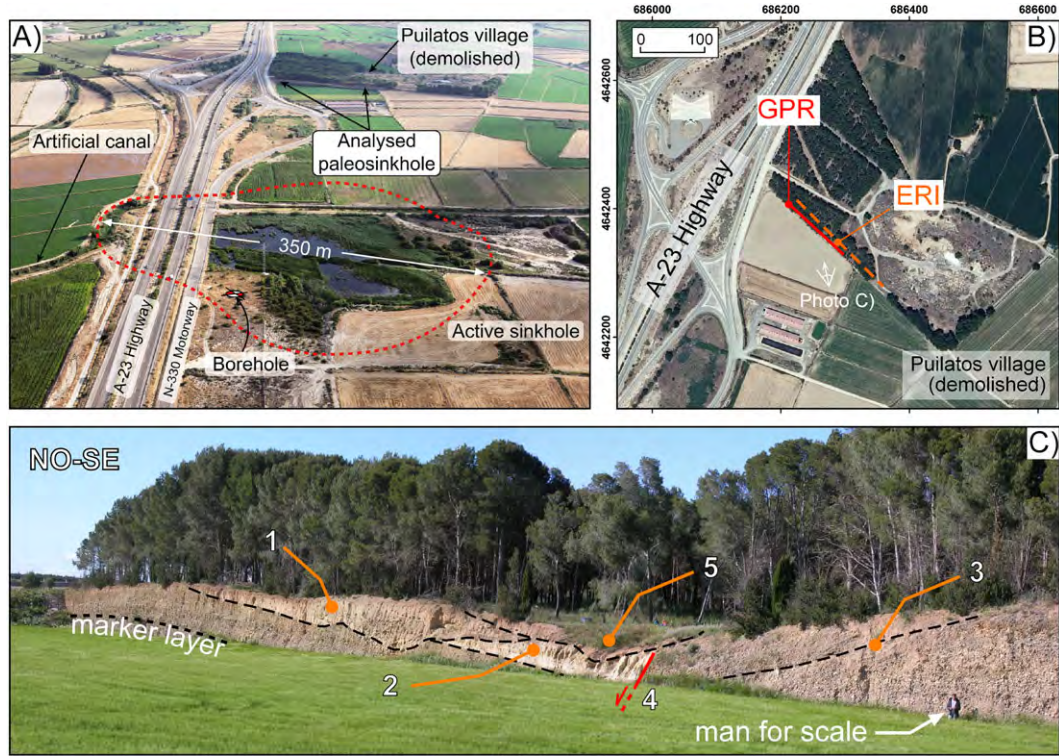 A)
Puilatos village
(demolished)
Artificial canal
Analysed
paleosinkhole
350 m
A-23 Highway
N-330 Motorway
Borehole
Active sinkhole
686000
686200
686400
686600
B)
0
100
4642600
4642400
4642200
GPR
ERI
A-23 Highway
Photo C)
Puilatos village
(demolished)
C)
NO-SE
1
5
3
marker layer
2
4
man for scale